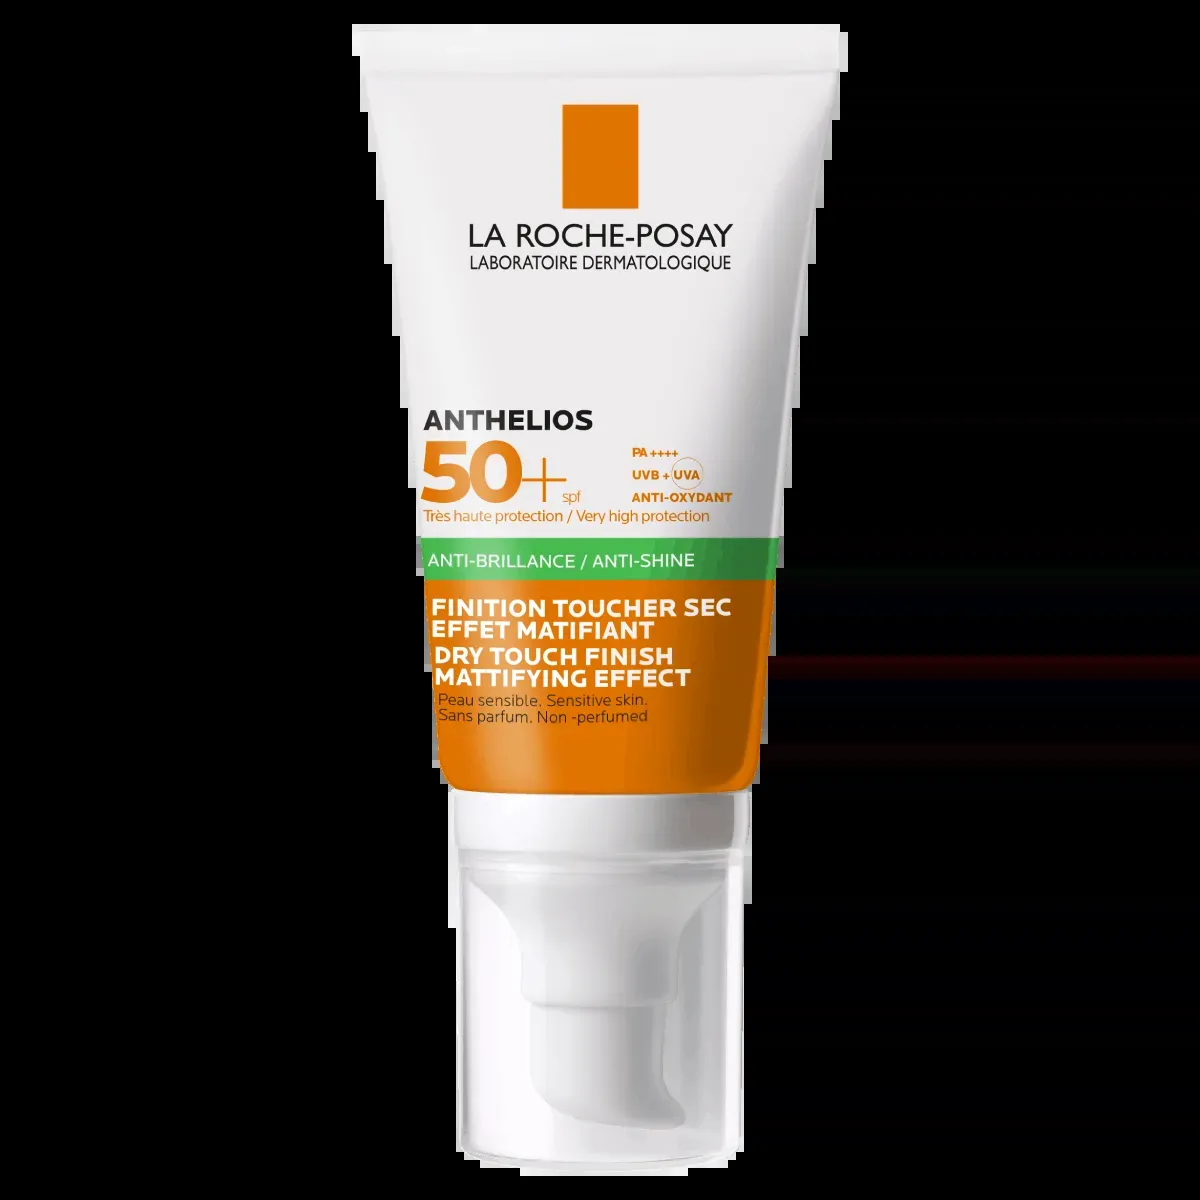 LA ROCHE-POSAY
LABORATOIRE DERMATOLOGIQUE
ANTHELIOS
50+ spf
PA ++++
UVB + UVA
ANTI-OXYDANT
Très haute protection / Very high protection
ANTI-BRILLANCE / ANTI-SHINE
FINITION TOUCHER SEC
EFFET MATIFIANT
DRY TOUCH FINISH
MATTIFYING EFFECT
Peau sensible. Sensitive skin.
Sans parfum. Non -perfumed